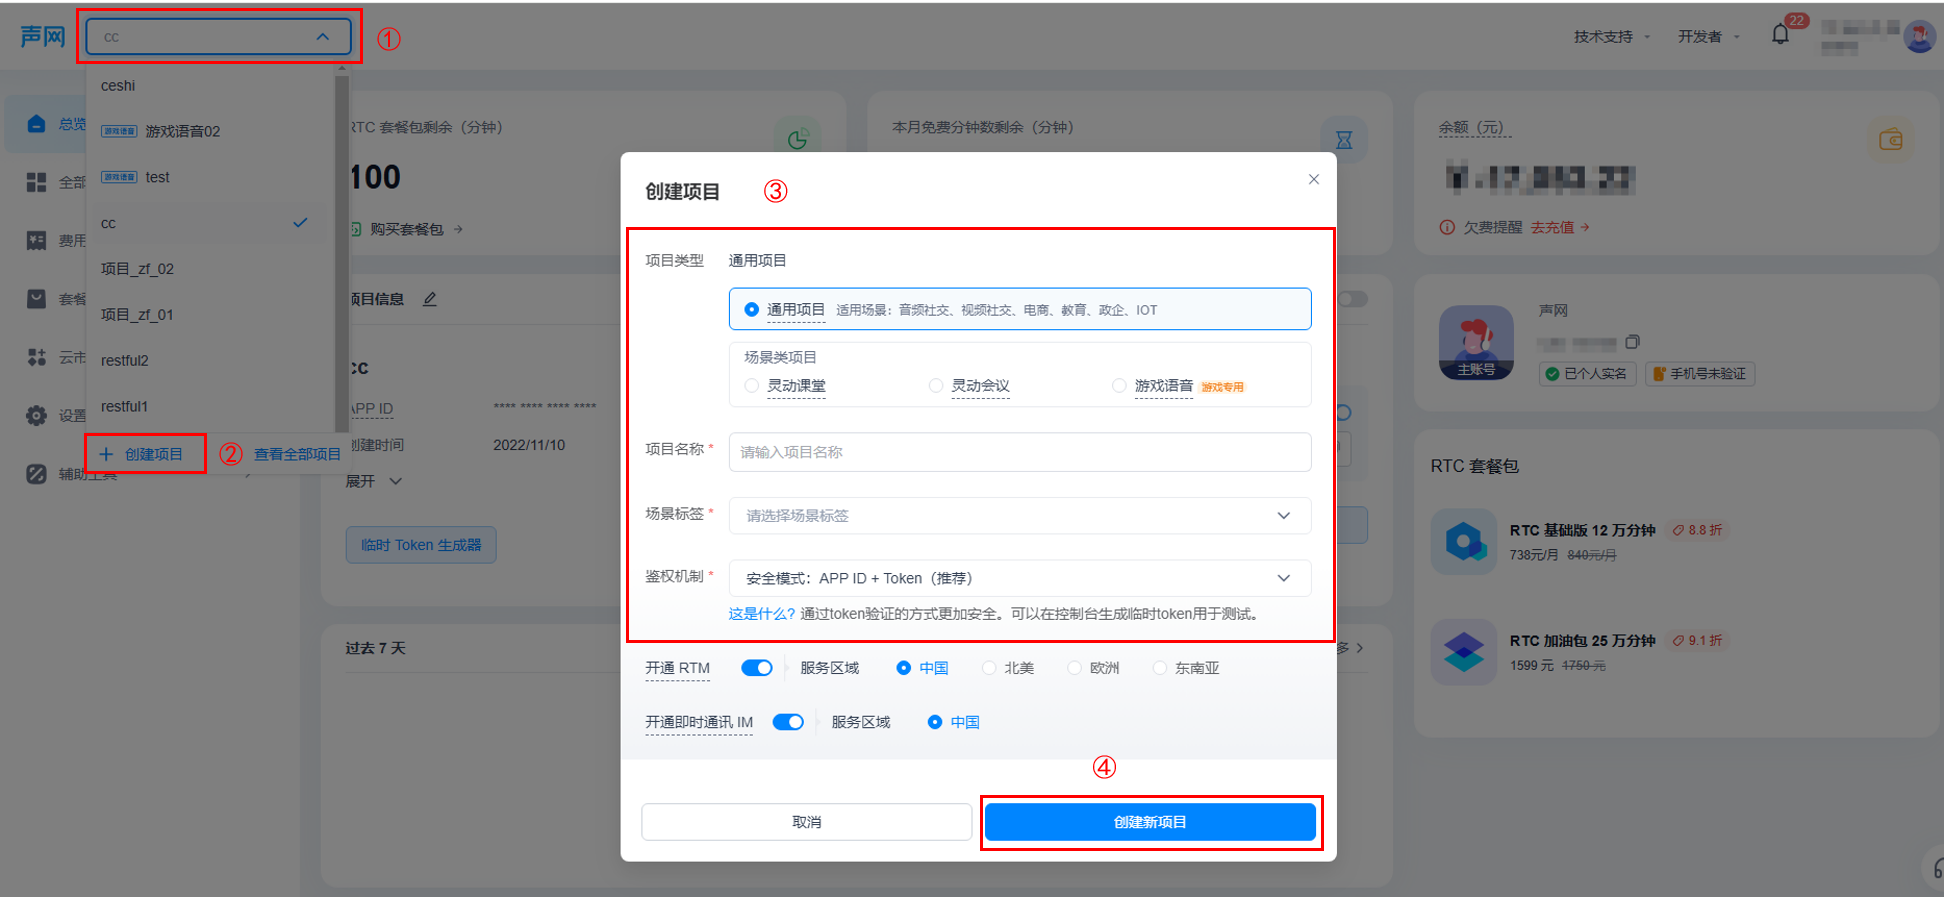 声网
cc
①
技术支持
开发者
22
ceshi
游戏语音 游戏语音02
游戏语音 test
cc
项目_zf_02
项目_zf_01
restful2
restful1
+ 创建项目
②
查看全部项目
总览
全部
费用
套餐
云市
设置
辅助工具
RTC 套餐包剩余（分钟）
100
购买套餐包
本月免费分钟数剩余（分钟）
余额（元）
欠费提醒 去充值
项目信息
cc
APP ID
**** **** **** ****
创建时间
2022/11/10
展开
临时 Token 生成器
过去 7 天
多
声网
主账号
已个人实名
手机号未验证
RTC 套餐包
RTC 基础版 12 万分钟
8.8 折
738元/月 840元/月
RTC 加油包 25 万分钟
9.1 折
1599 元 1750 元
创建项目
③
项目类型
通用项目
通用项目
适用场景：音频社交、视频社交、电商、教育、政企、IOT
场景类项目
灵动课堂
灵动会议
游戏语音
游戏专用
项目名称 *
请输入项目名称
场景标签 *
请选择场景标签
鉴权机制 *
安全模式：APP ID + Token（推荐）
这是什么? 通过token验证的方式更加安全。可以在控制台生成临时token用于测试。
开通 RTM
服务区域
中国
北美
欧洲
东南亚
开通即时通讯 IM
服务区域
中国
④
取消
创建新项目